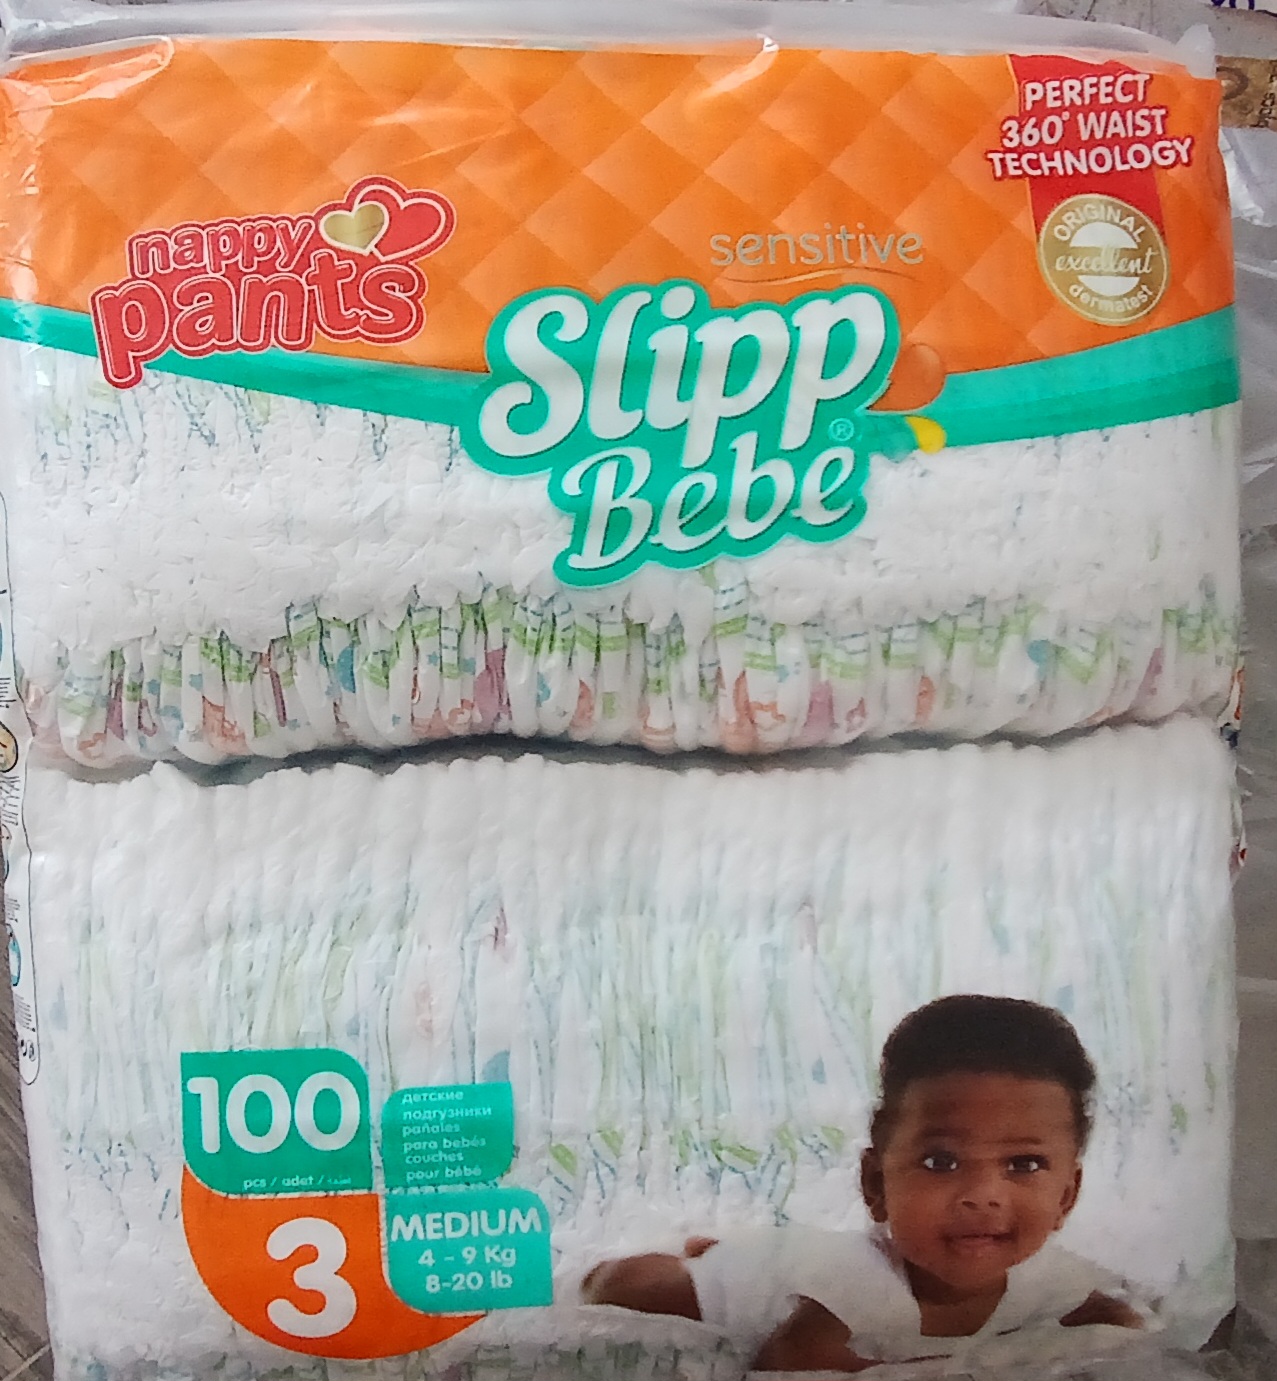 PERFECT
360° WAIST
TECHNOLOGY
ORIGINAL
excellent
dermatest
nappy
pants
sensitive
Slipp
Bebe®
100
pcs / adet /
детские
подгузники
pañales
para bebés
couches
pour bébé
3
MEDIUM
4 - 9 Kg
8-20 lb